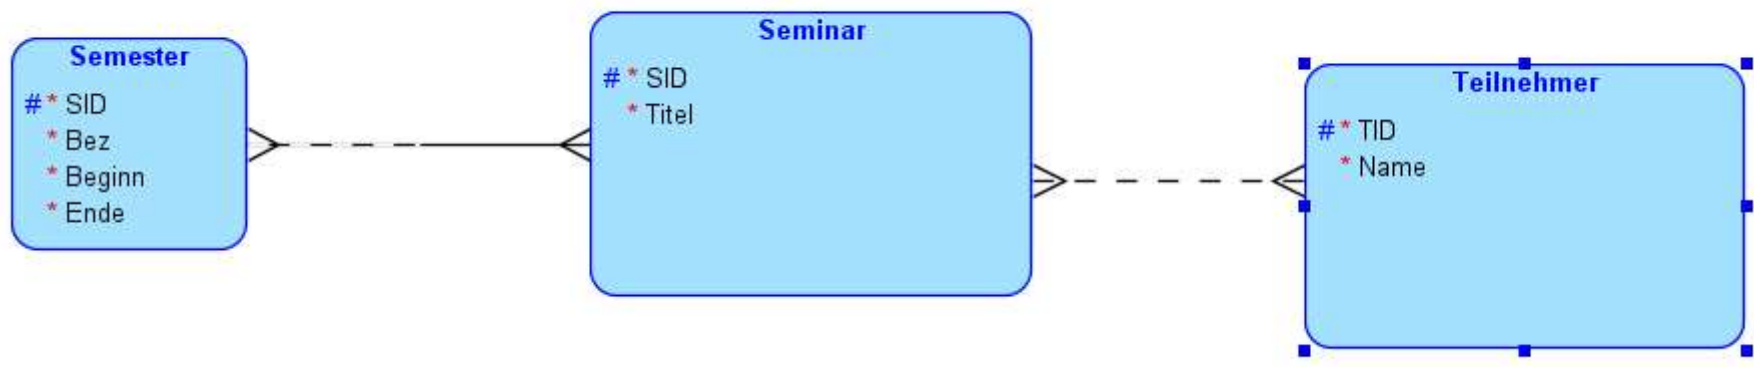 Semester
# * SID
* Bez
* Beginn
* Ende
Seminar
# * SID
* Titel
Teilnehmer
# * TID
* Name